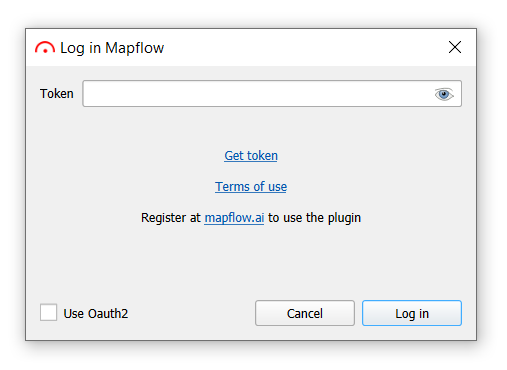 Log in Mapflow
Token
Get token
Terms of use
Register at mapflow.ai to use the plugin
Use Oauth2
Cancel
Log in